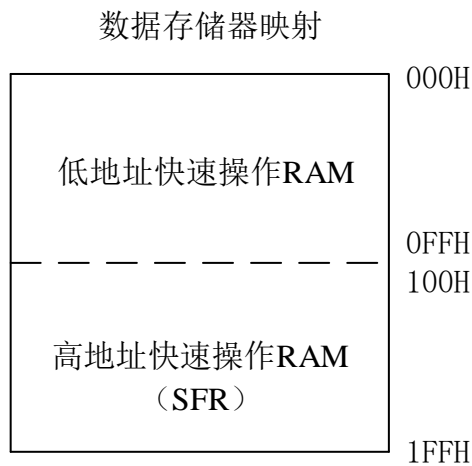 数据存储器映射
000H
低地址快速操作RAM
0FFH
100H
高地址快速操作RAM
（SFR）
1FFH